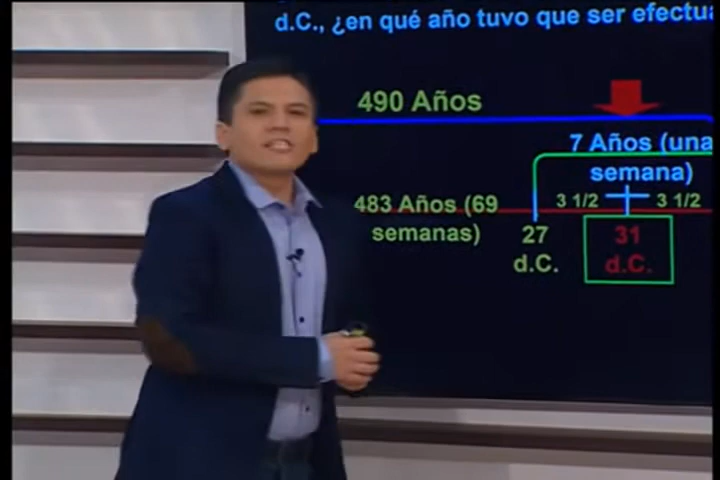 d.C., ¿en qué año tuvo que ser
490 Años
7 Años (una
semana)
3 1/2 3 1/2
483 Años (69
semanas)
27
d.C.
31
d.C.